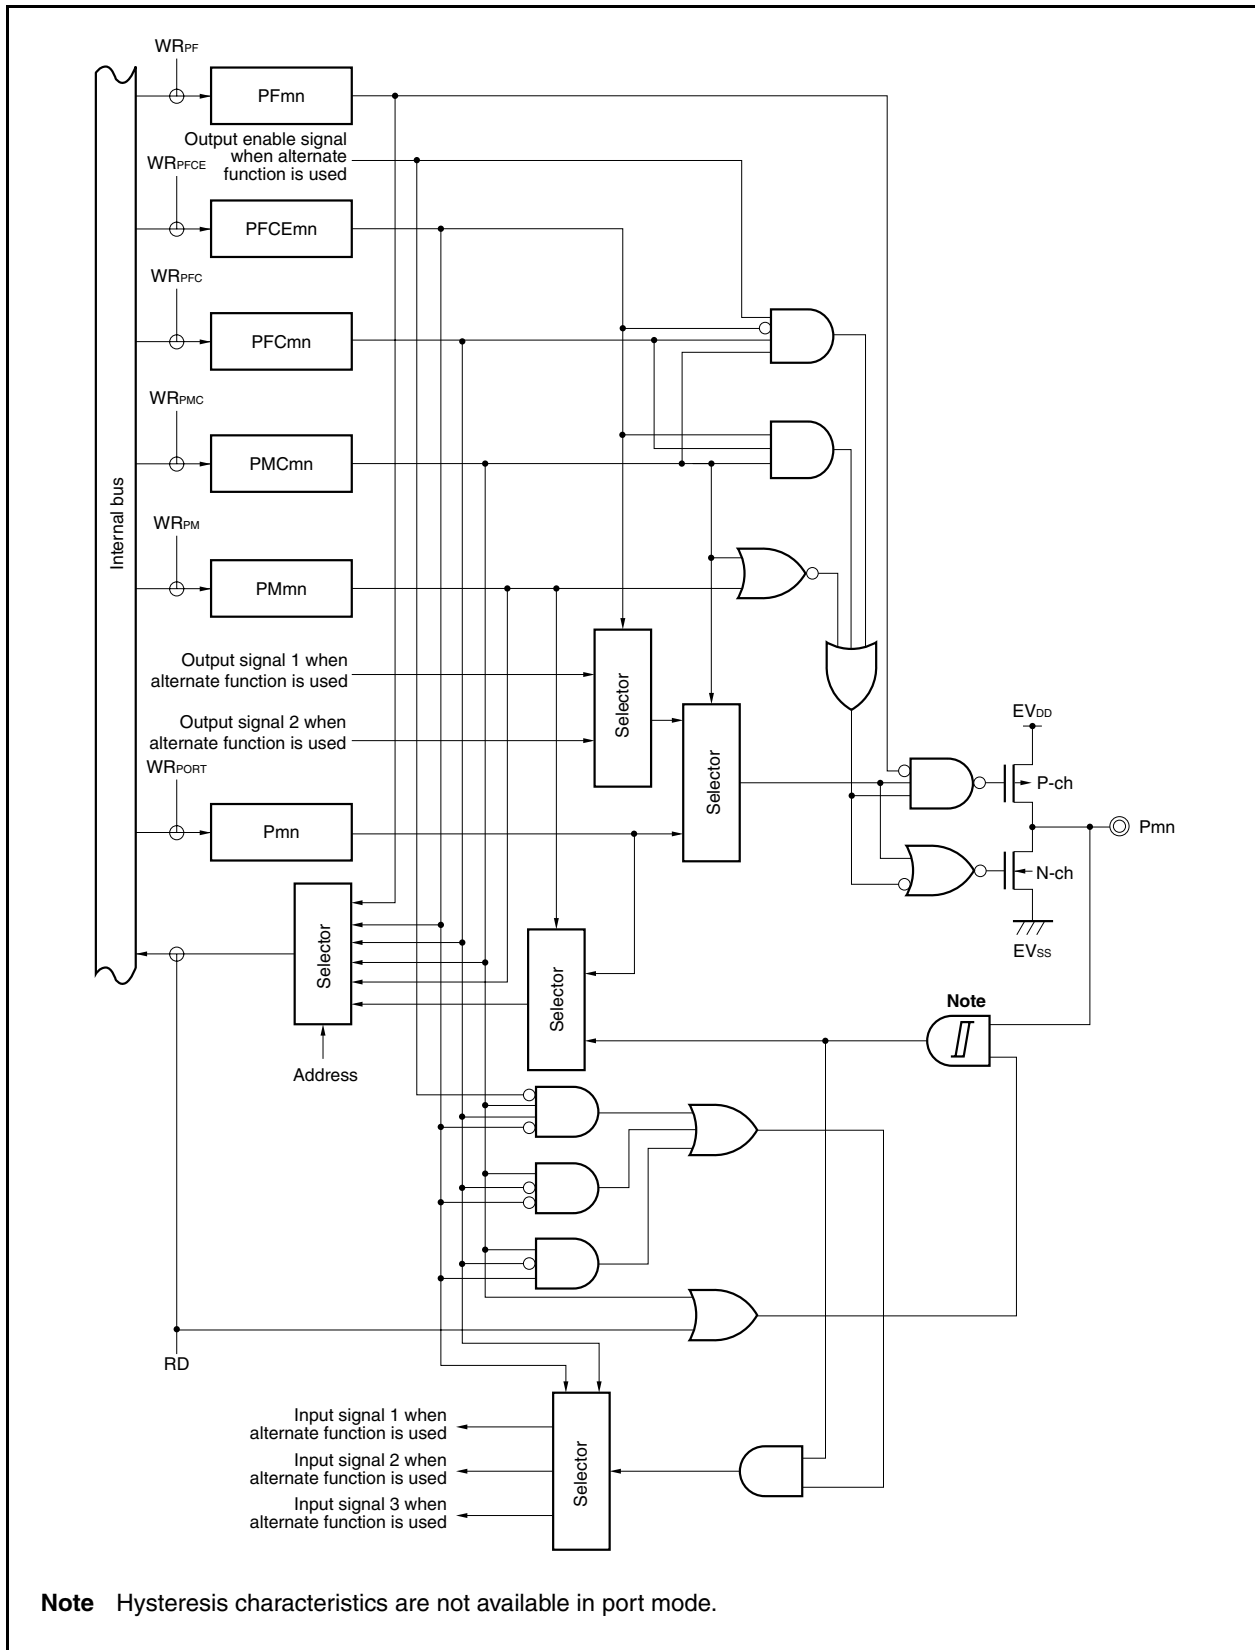 WRPF
PFmn
Output enable signal
when alternate
function is used
WRPFCE
PFCEmn
WRPFC
PFCmn
WRPMC
PMCmn
Internal bus
WRPM
PMmn
Output signal 1 when
alternate function is used
Output signal 2 when
alternate function is used
Selector
Selector
WRPORT
Pmn
EVDD
P-ch
Pmn
N-ch
EVSS
Selector
Selector
Note
Address
RD
Input signal 1 when
alternate function is used
Input signal 2 when
alternate function is used
Input signal 3 when
alternate function is used
Selector
Note Hysteresis characteristics are not available in port mode.